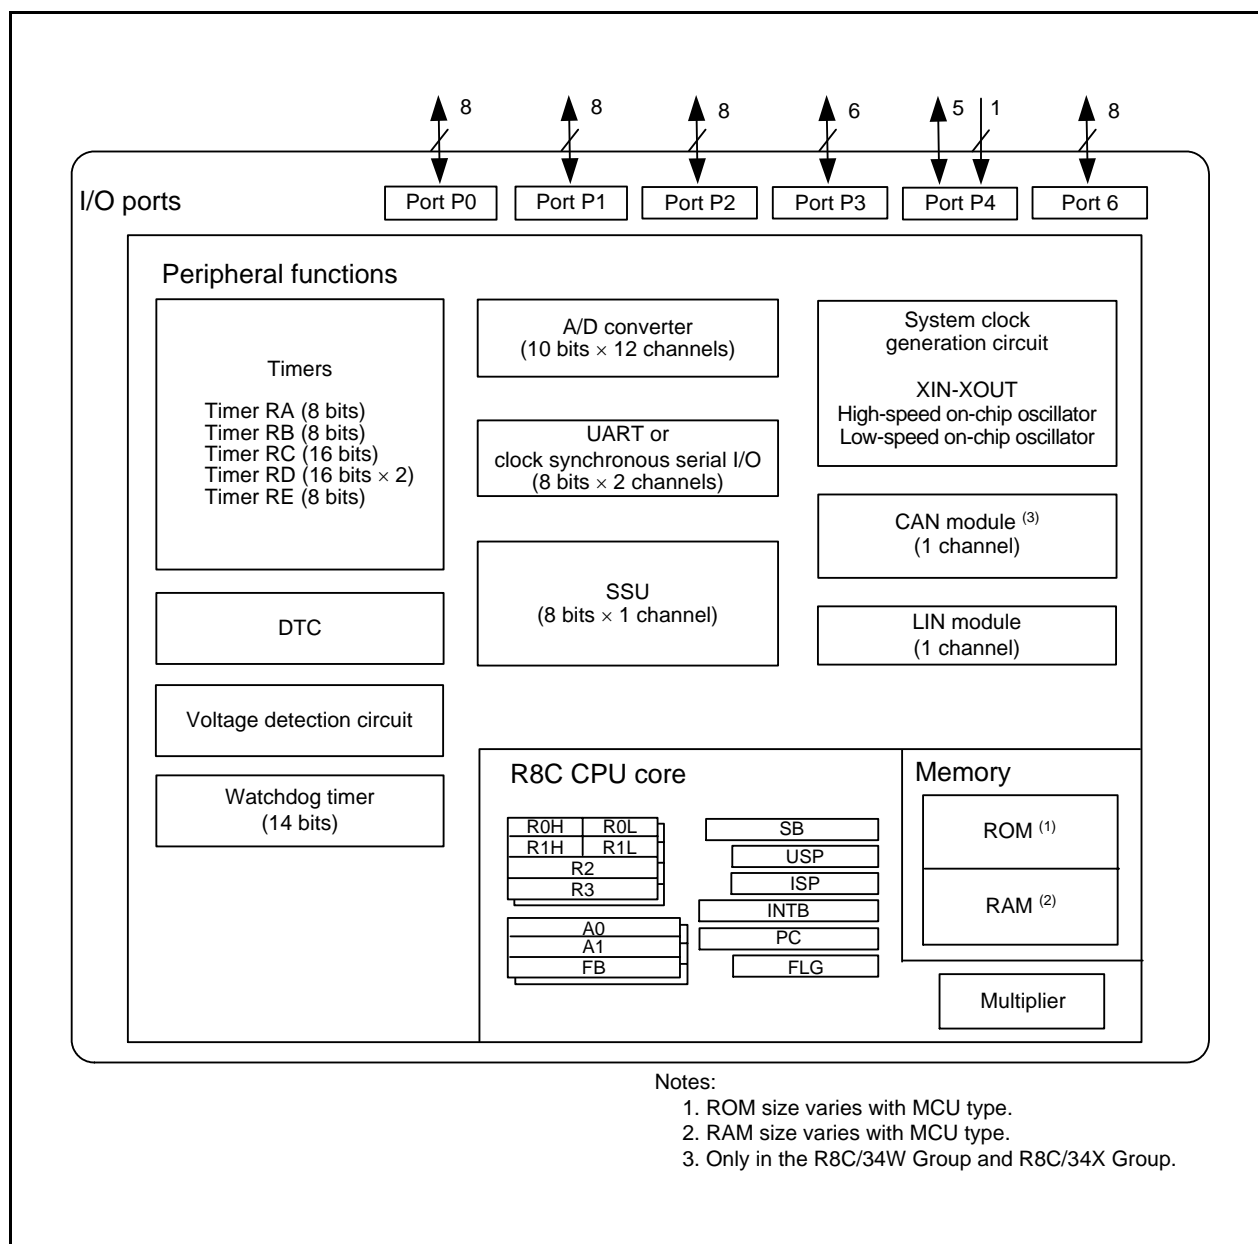 8
8
8
6
5
1
8
I/O ports
Port P0
Port P1
Port P2
Port P3
Port P4
Port 6
Peripheral functions
Timers
Timer RA (8 bits)
Timer RB (8 bits)
Timer RC (16 bits)
Timer RD (16 bits × 2)
Timer RE (8 bits)
DTC
Voltage detection circuit
Watchdog timer
(14 bits)
A/D converter
(10 bits × 12 channels)
UART or
clock synchronous serial I/O
(8 bits × 2 channels)
SSU
(8 bits × 1 channel)
System clock
generation circuit
XIN-XOUT
High-speed on-chip oscillator
Low-speed on-chip oscillator
CAN module (3)
(1 channel)
LIN module
(1 channel)
R8C CPU core
R0H
R0L
R1H
R1L
R2
R3
A0
A1
FB
SB
USP
ISP
INTB
PC
FLG
Memory
ROM (1)
RAM (2)
Multiplier
Notes:
1. ROM size varies with MCU type.
2. RAM size varies with MCU type.
3. Only in the R8C/34W Group and R8C/34X Group.